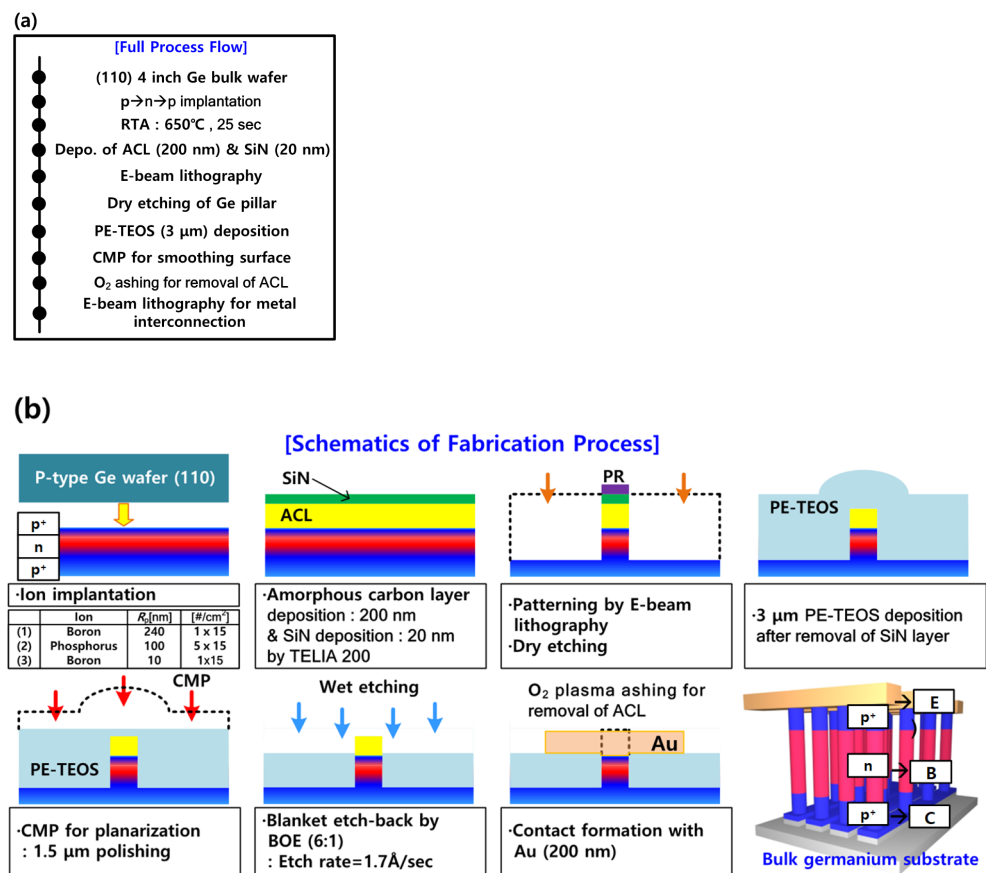 (a)
[Full Process Flow]
(110) 4 inch Ge bulk wafer
p→n→p implantation
RTA : 650℃ , 25 sec
Depo. of ACL (200 nm) & SiN (20 nm)
E-beam lithography
Dry etching of Ge pillar
PE-TEOS (3 μm) deposition
CMP for smoothing surface
O₂ ashing for removal of ACL
E-beam lithography for metal
interconnection
(b)
[Schematics of Fabrication Process]
P-type Ge wafer (110)
p⁺
n
p⁺
·Ion implantation
Ion Rₚ[nm] [#/cm²]
(1) Boron 240 1 x 15
(2) Phosphorus 100 5 x 15
(3) Boron 10 1x15
SiN
ACL
·Amorphous carbon layer
deposition : 200 nm
& SiN deposition : 20 nm
by TELIA 200
PR
·Patterning by E-beam
lithography
·Dry etching
PE-TEOS
·3 μm PE-TEOS deposition
after removal of SiN layer
CMP
PE-TEOS
·CMP for planarization
: 1.5 μm polishing
Wet etching
·Blanket etch-back by
BOE (6:1)
: Etch rate=1.7Å/sec
O₂ plasma ashing for
removal of ACL
Au
·Contact formation with
Au (200 nm)
p⁺ → E
)
n → B
p⁺ → C
Bulk germanium substrate